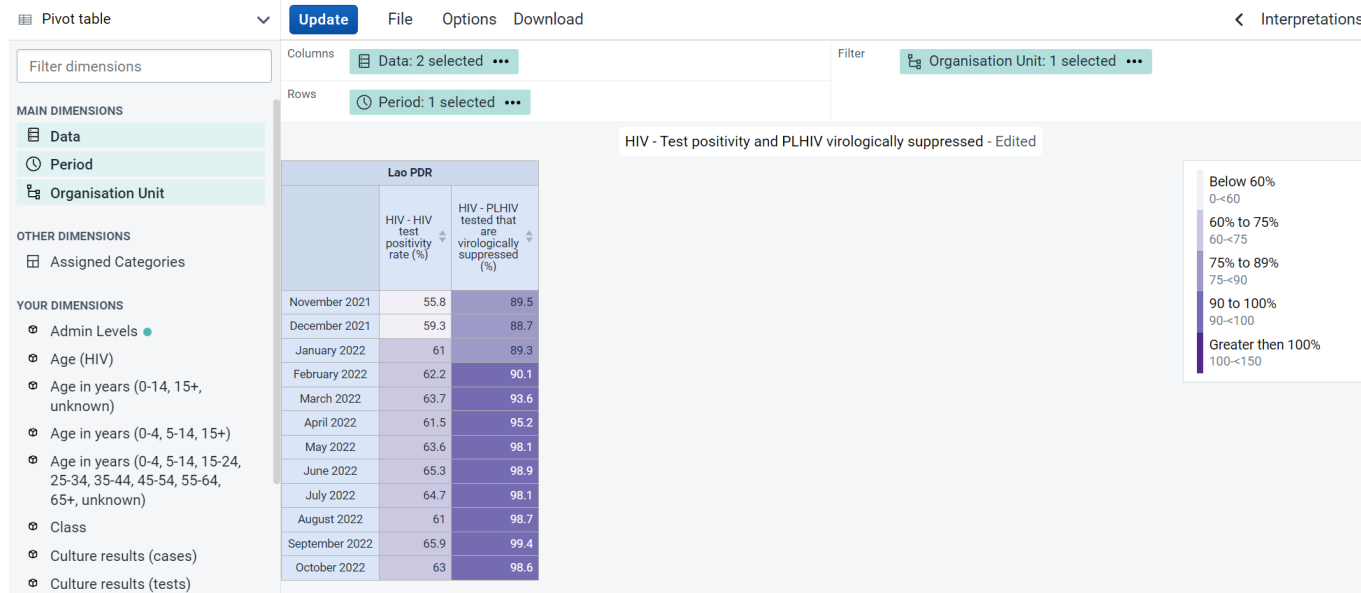 Pivot table
Update File Options Download
Interpretations
Filter dimensions
MAIN DIMENSIONS
Data
Period
Organisation Unit
OTHER DIMENSIONS
Assigned Categories
YOUR DIMENSIONS
Admin Levels
Age (HIV)
Age in years (0-14, 15+,
unknown)
Age in years (0-4, 5-14, 15+)
Age in years (0-4, 5-14, 15-24,
25-34, 35-44, 45-54, 55-64,
65+, unknown)
Class
Culture results (cases)
Culture results (tests)
Columns
Data: 2 selected •••
Filter
Organisation Unit: 1 selected •••
Rows
Period: 1 selected •••
HIV - Test positivity and PLHIV virologically suppressed - Edited
Lao PDR
HIV - HIV
test
positivity
rate (%)
HIV - PLHIV
tested that
are
virologically
suppressed
(%)
November 2021 55.8 89.5
December 2021 59.3 88.7
January 2022 61 89.3
February 2022 62.2 90.1
March 2022 63.7 93.6
April 2022 61.5 95.2
May 2022 63.6 98.1
June 2022 65.3 98.9
July 2022 64.7 98.1
August 2022 61 98.7
September 2022 65.9 99.4
October 2022 63 98.6
Below 60%
0-<60
60% to 75%
60-<75
75% to 89%
75-<90
90 to 100%
90-<100
Greater then 100%
100-<150